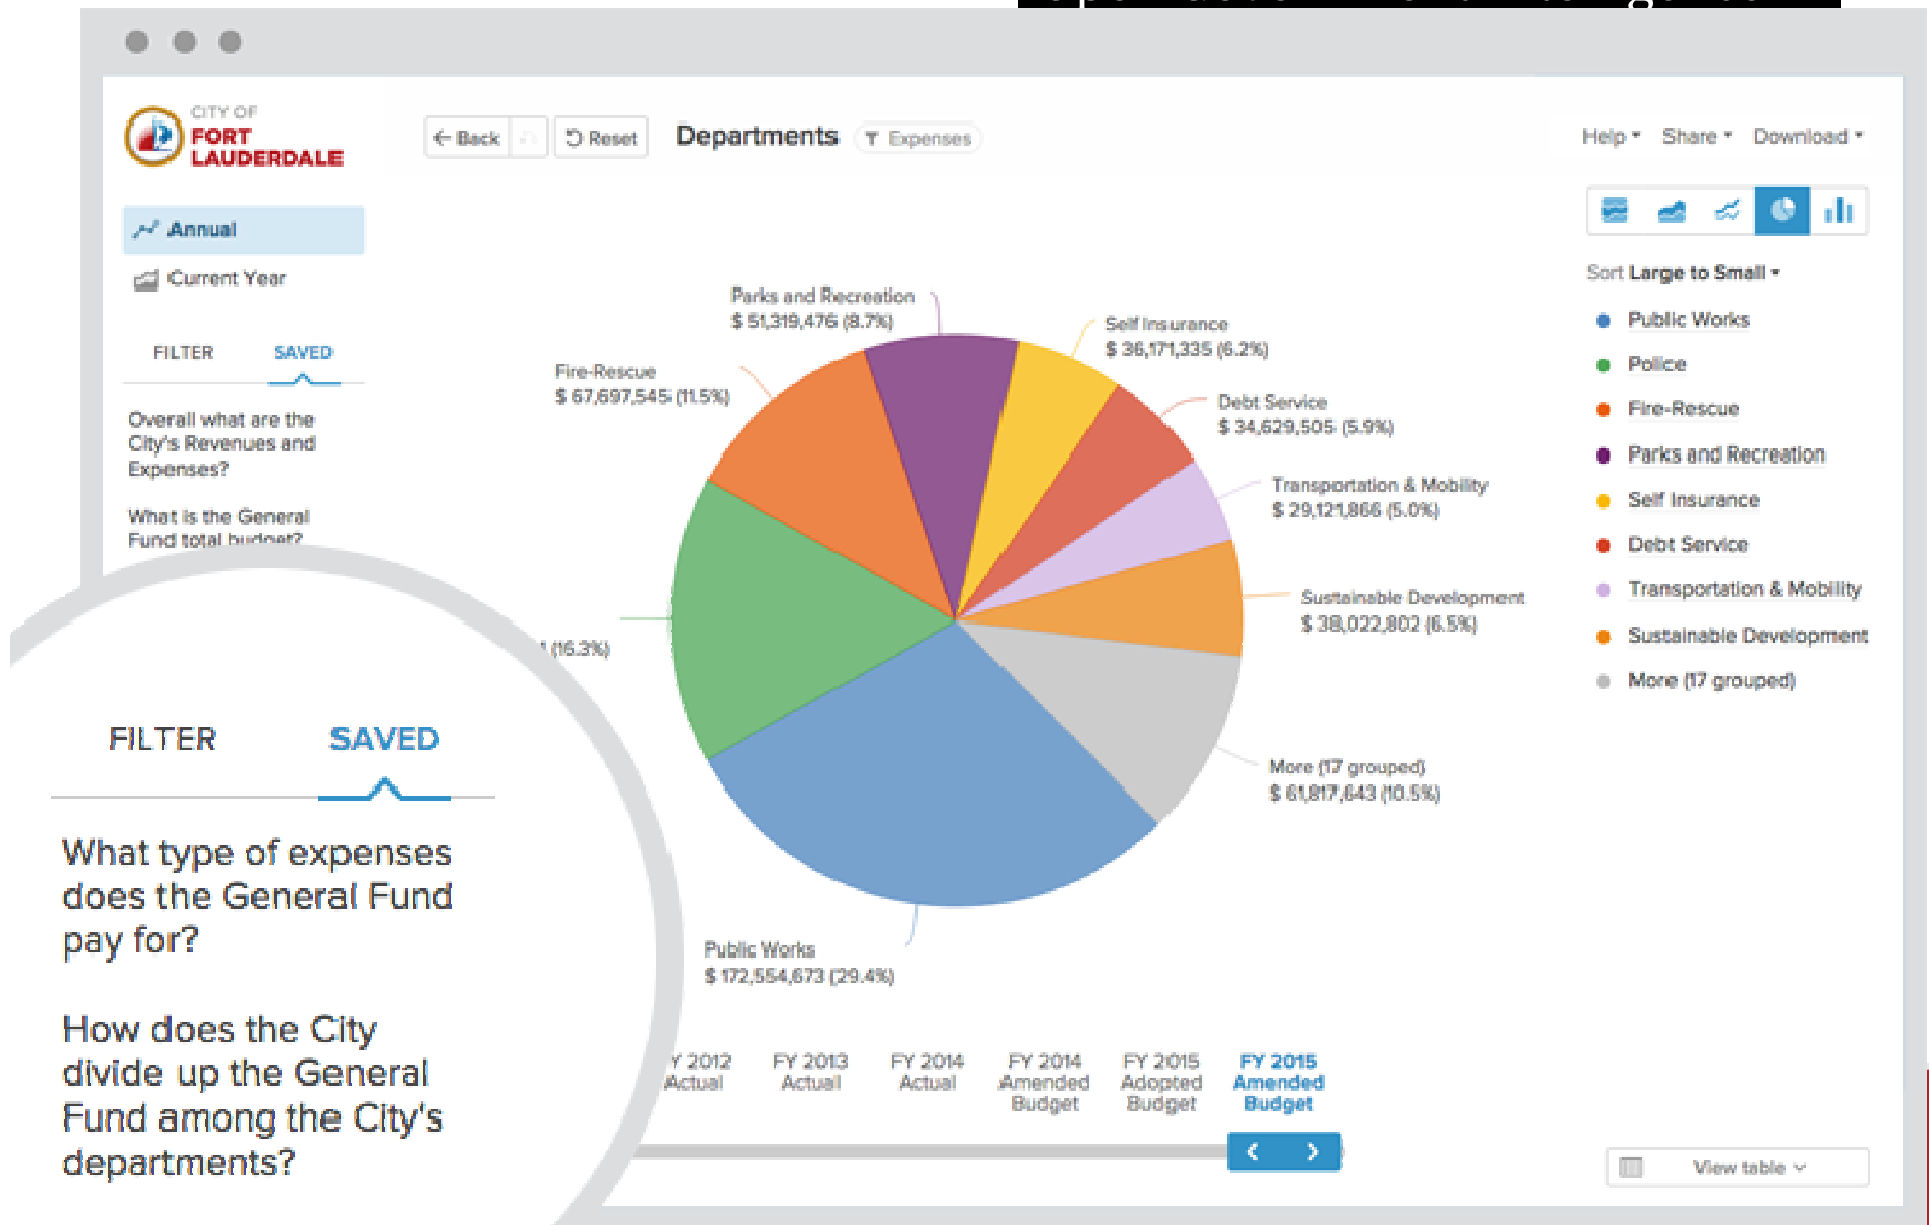 CITY OF
FORT
LAUDERDALE
← Back
Reset
Departments
Expenses
Help
Share
Download
Annual
Current Year
FILTER
SAVED
Overall what are the
City's Revenues and
Expenses?
What is the General
Fund total budget?
Sort Large to Small
Public Works
Police
Fire-Rescue
Parks and Recreation
Self Insurance
Debt Service
Transportation & Mobility
Sustainable Development
More (17 grouped)
Parks and Recreation
$ 51,319,476 (8.7%)
Self Insurance
$ 36,171,335 (6.2%)
Fire-Rescue
$ 67,697,545 (11.5%)
Debt Service
$ 34,629,505 (5.9%)
Transportation & Mobility
$ 29,121,866 (5.0%)
Sustainable Development
$ 38,022,802 (6.5%)
(16.3%)
More (17 grouped)
$ 61,817,643 (10.5%)
Public Works
$ 172,554,673 (29.4%)
FILTER
SAVED
What type of expenses
does the General Fund
pay for?
How does the City
divide up the General
Fund among the City's
departments?
Y 2012
Actual
FY 2013
Actual
FY 2014
Actual
FY 2014
Amended
Budget
FY 2015
Adopted
Budget
FY 2015
Amended
Budget
View table